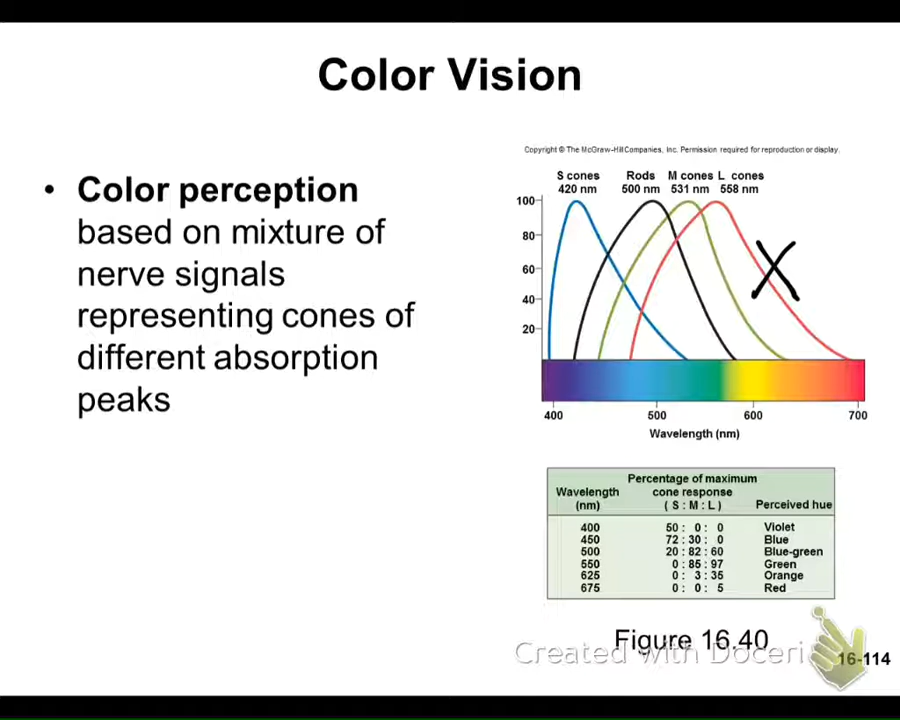 Color Vision
Copyright © The McGraw-Hill Companies, Inc. Permission required for reproduction or display.
• Color perception
based on mixture of
nerve signals
representing cones of
different absorption
peaks
S cones Rods M cones L cones
420 nm 500 nm 531 nm 558 nm
100
80
60
40
20
400 500 600 700
Wavelength (nm)
Percentage of maximum
Wavelength cone response
(nm) ( S : M : L ) Perceived hue
400 50 : 0 : 0 Violet
450 72 : 30 : 0 Blue
500 20 : 82 : 60 Blue-green
550 0 : 85 : 97 Green
625 0 : 3 : 35 Orange
675 0 : 0 : 5 Red
Figure 16.40
Created with Doceri
16-114